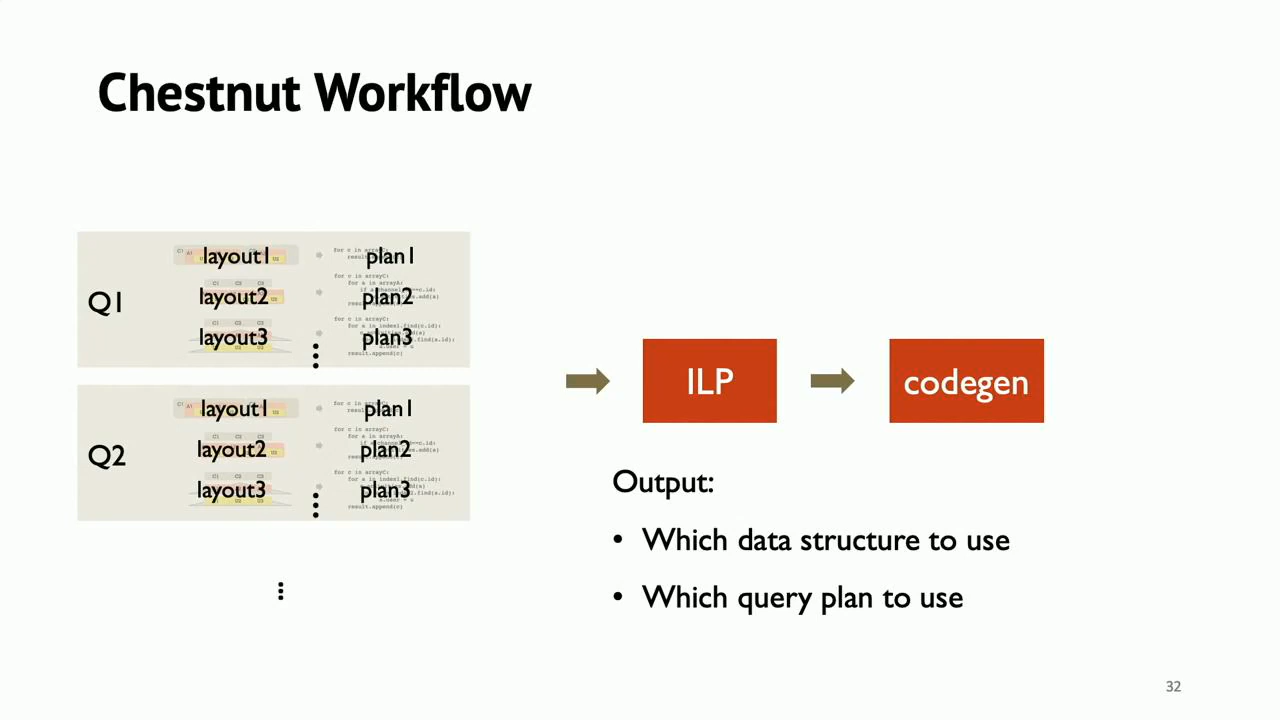 Chestnut Workflow
Q1
layout1
plan1
layout2
plan2
layout3
plan3
Q2
layout1
plan1
layout2
plan2
layout3
plan3
ILP
codegen
Output:
• Which data structure to use
• Which query plan to use
32